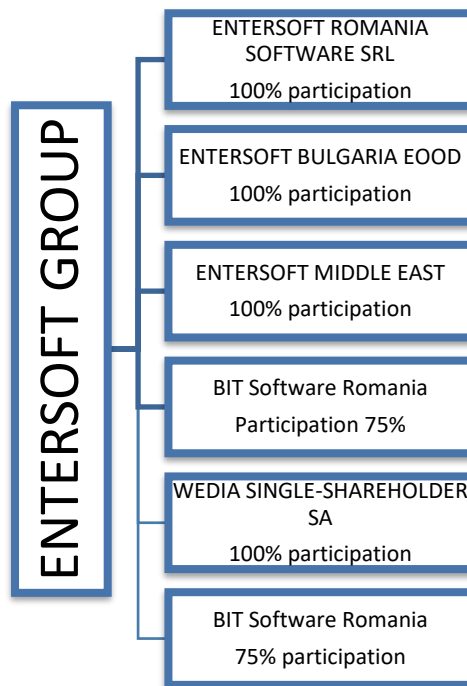 ENTERSOFT GROUP
ENTERSOFT ROMANIA
SOFTWARE SRL
100% participation
ENTERSOFT BULGARIA EOOD
100% participation
ENTERSOFT MIDDLE EAST
100% participation
BIT Software Romania
Participation 75%
WEDIA SINGLE-SHAREHOLDER
SA
100% participation
BIT Software Romania
75% participation